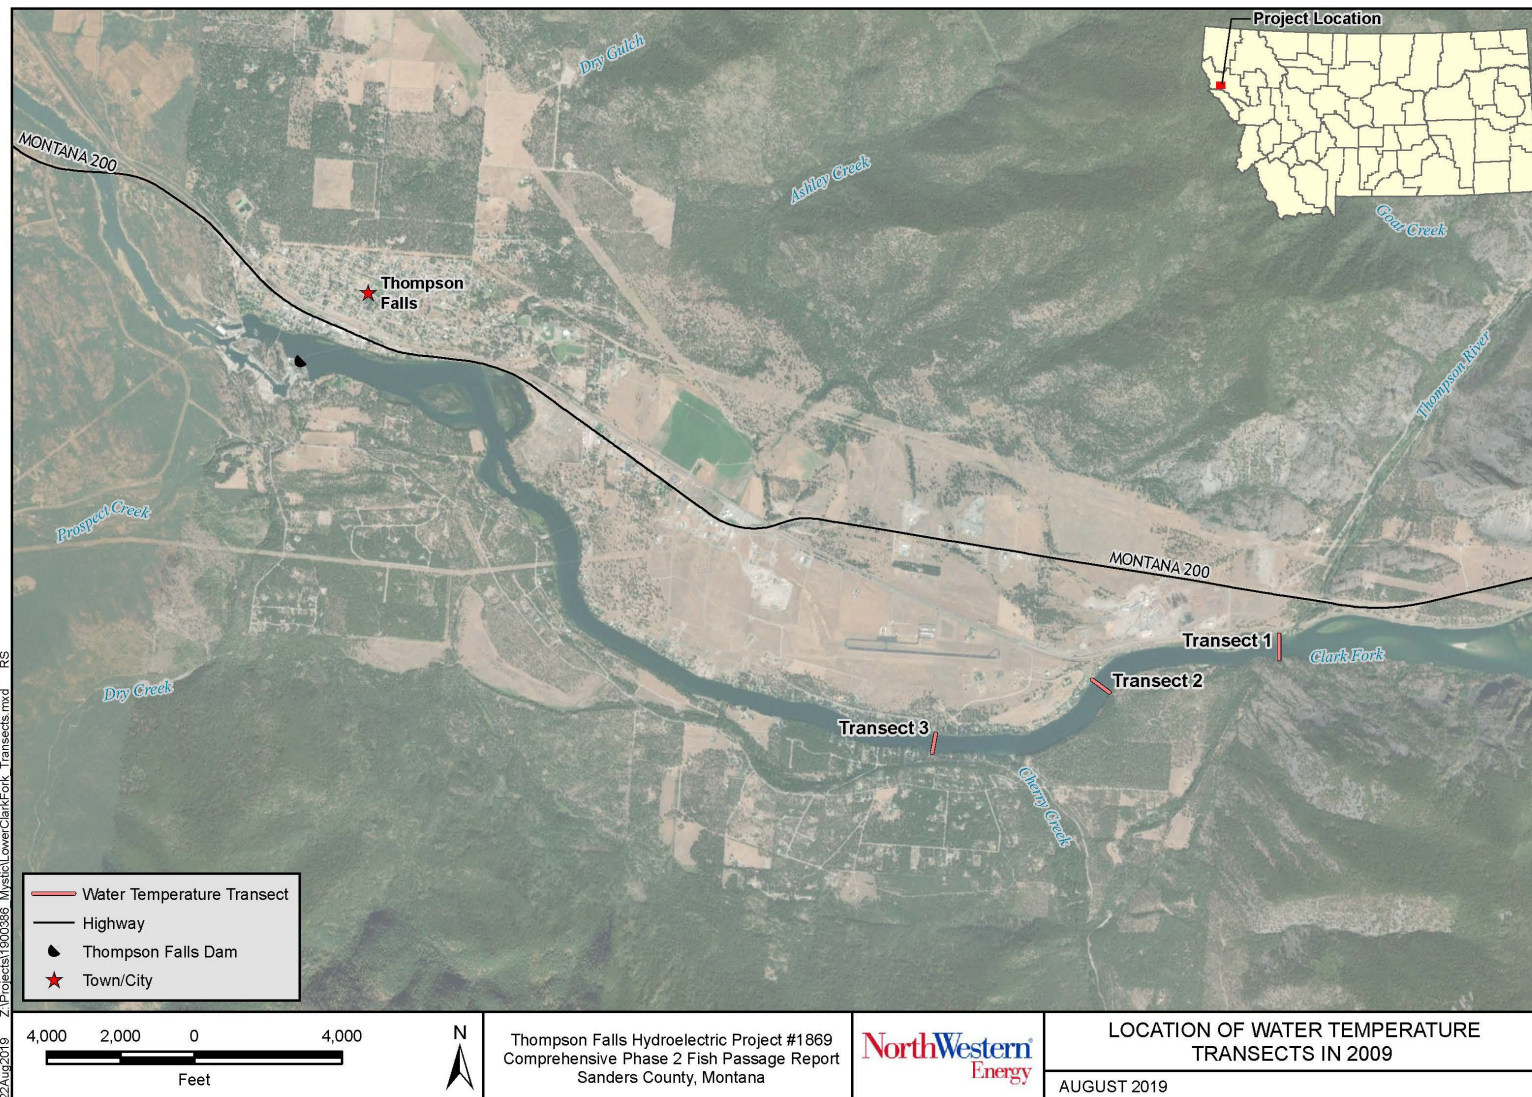 Project Location
Dry Gulch
MONTANA 200
Ashley Creek
Goat Creek
Thompson
Falls
Thompson River
Prospect Creek
MONTANA 200
Transect 1
Clark Fork
Transect 2
Dry Creek
Transect 3
Cherry Creek
Water Temperature Transect
Highway
Thompson Falls Dam
Town/City
22Aug2019 Z:\Projects\1900386_Mystic\LowerClarkFork_Transects.mxd RS
4,000 2,000 0 4,000
Feet
N
Thompson Falls Hydroelectric Project #1869
Comprehensive Phase 2 Fish Passage Report
Sanders County, Montana
NorthWestern
Energy
LOCATION OF WATER TEMPERATURE
TRANSECTS IN 2009
AUGUST 2019